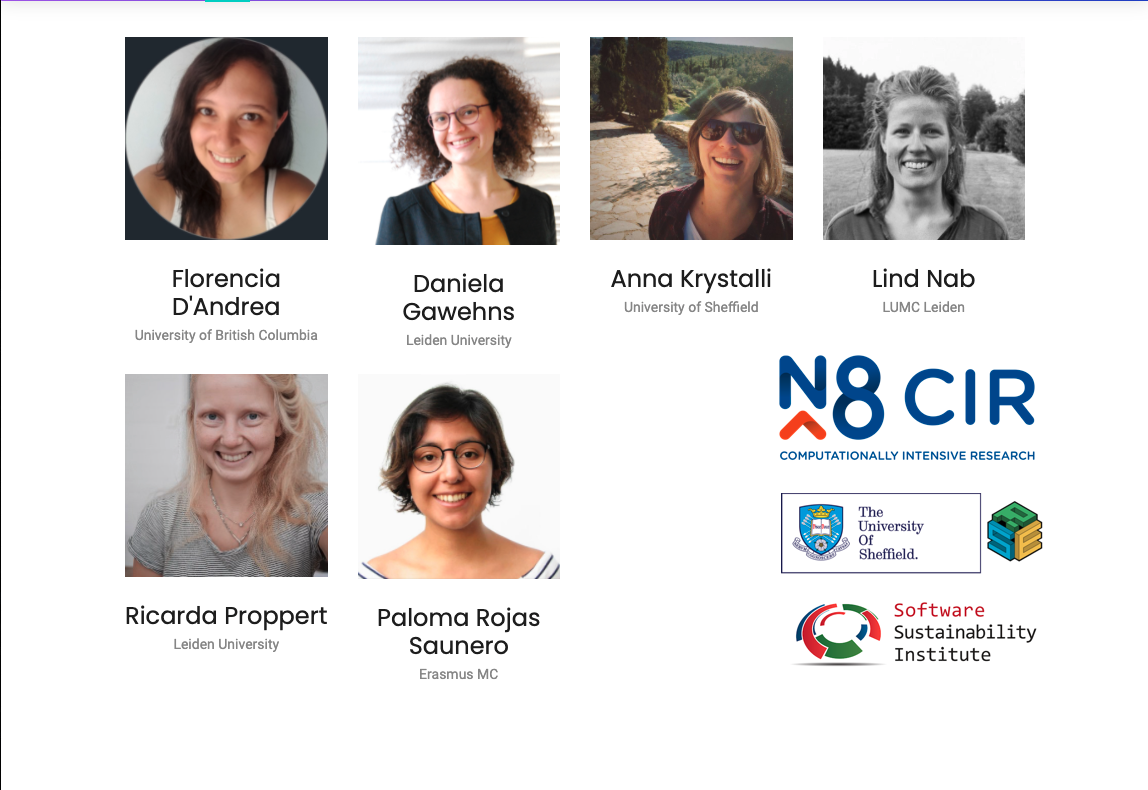 Florencia
D'Andrea
University of British Columbia
Daniela
Gawehns
Leiden University
Anna Krystalli
University of Sheffield
Lind Nab
LUMC Leiden
Ricarda Proppert
Leiden University
Paloma Rojas
Saunero
Erasmus MC
N8 CIR
COMPUTATIONALLY INTENSIVE RESEARCH
The
University
Of
Sheffield.
RSE
Software
Sustainability
Institute